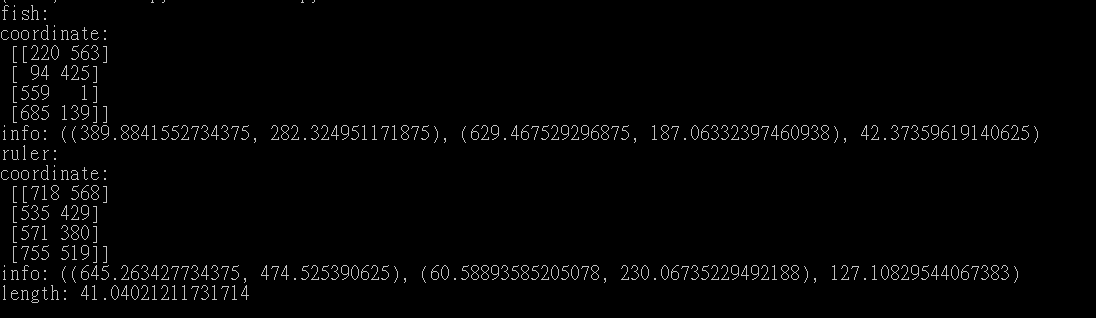 fish:
coordinate:
 [[220 563]
 [ 94 425]
 [559   1]
 [685 139]]
info: ((389.8841552734375, 282.324951171875), (629.467529296875, 187.06332397460938), 42.37359619140625)
ruler:
coordinate:
 [[718 568]
 [535 429]
 [571 380]
 [755 519]]
info: ((645.263427734375, 474.525390625), (60.58893585205078, 230.06735229492188), 127.10829544067383)
length: 41.04021211731714